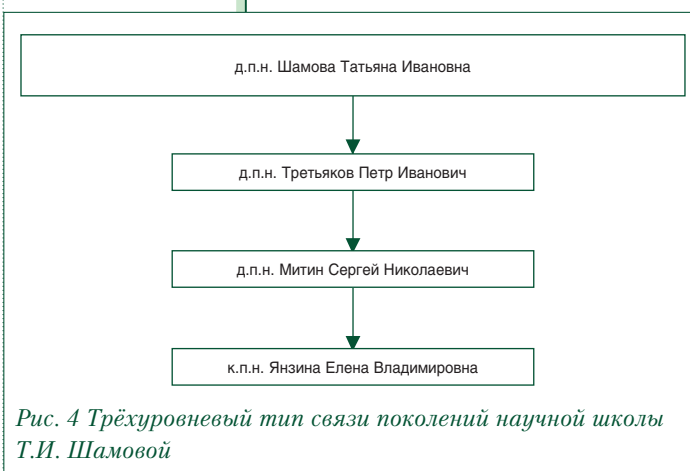 д.п.н. Шамова Татьяна Ивановна
д.п.н. Третьяков Петр Иванович
д.п.н. Митин Сергей Николаевич
к.п.н. Янзина Елена Владимировна
Рис. 4 Трёхуровневый тип связи поколений научной школы
Т.И. Шамовой